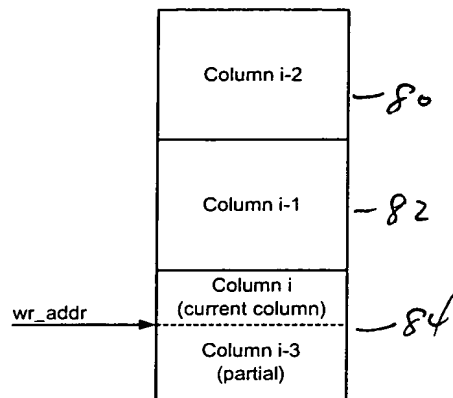 Column i-2
80
Column i-1
82
Column i
(current column)
wr_addr
84
Column i-3
(partial)